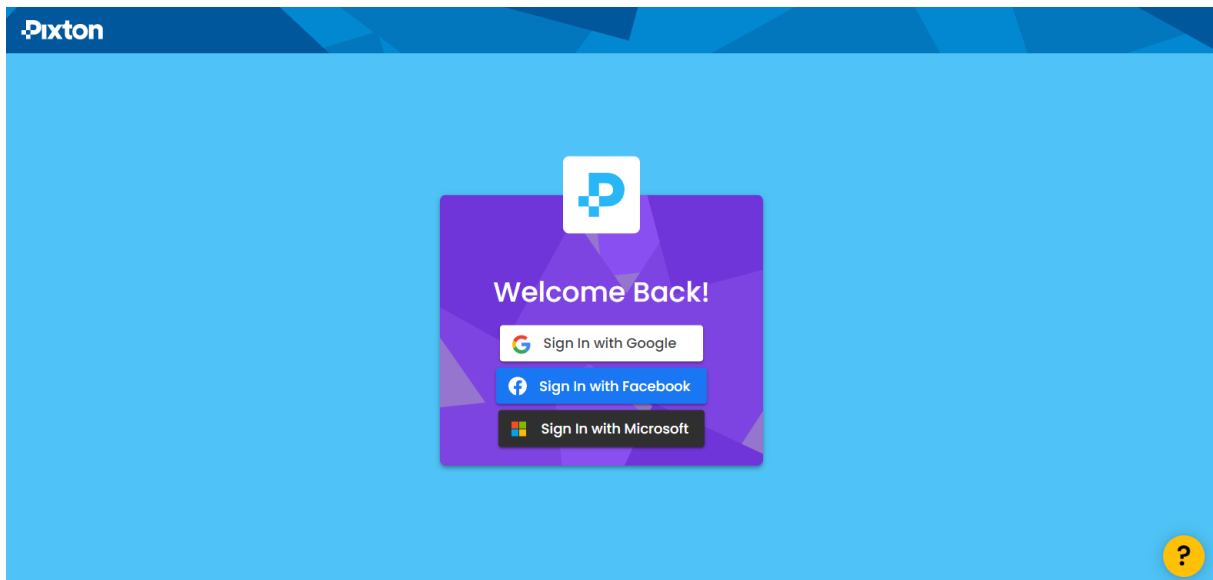 Pixton
Welcome Back!
Sign In with Google
Sign In with Facebook
Sign In with Microsoft
?